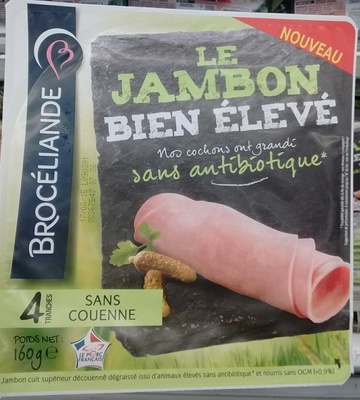 NOUVEAU
BROCÉLIANDE
LE
JAMBON
BIEN ÉLEVÉ
Nos cochons ont grandi
sans antibiotique*
4 TRANCHES
SANS
COUENNE
POIDS NET:
160g e
LE PORC
FRANÇAIS
Jambon cuit supérieur découenné dégraissé issu d'animaux élevés sans antibiotique* et nourris sans OGM (<0,9%)